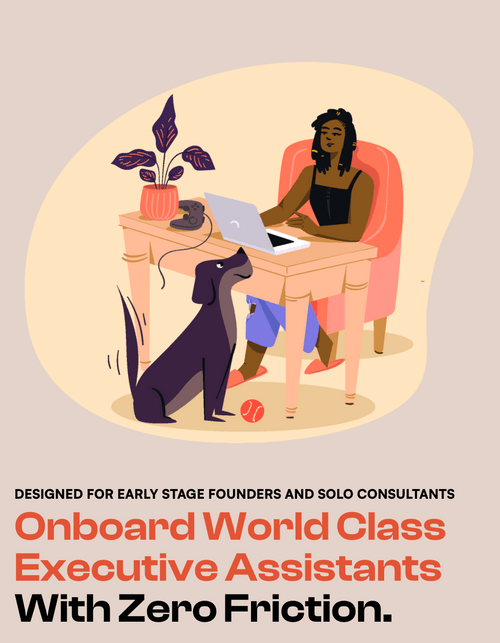 DESIGNED FOR EARLY STAGE FOUNDERS AND SOLO CONSULTANTS
Onboard World Class
Executive Assistants
With Zero Friction.